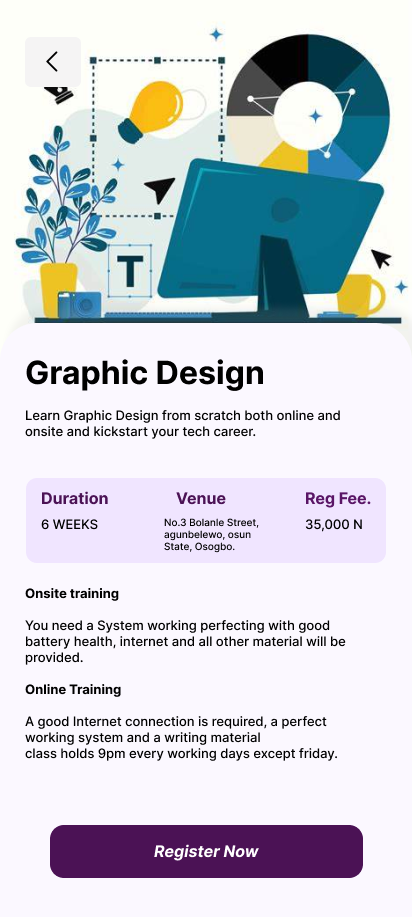 T
Graphic Design
Learn Graphic Design from scratch both online and
onsite and kickstart your tech career.
Duration
6 WEEKS
Venue
No.3 Bolanle Street,
agunbelewo, osun
State, Osogbo.
Reg Fee.
35,000 N
Onsite training
You need a System working perfecting with good
battery health, internet and all other material will be
provided.
Online Training
A good Internet connection is required, a perfect
working system and a writing material
class holds 9pm every working days except friday.
Register Now